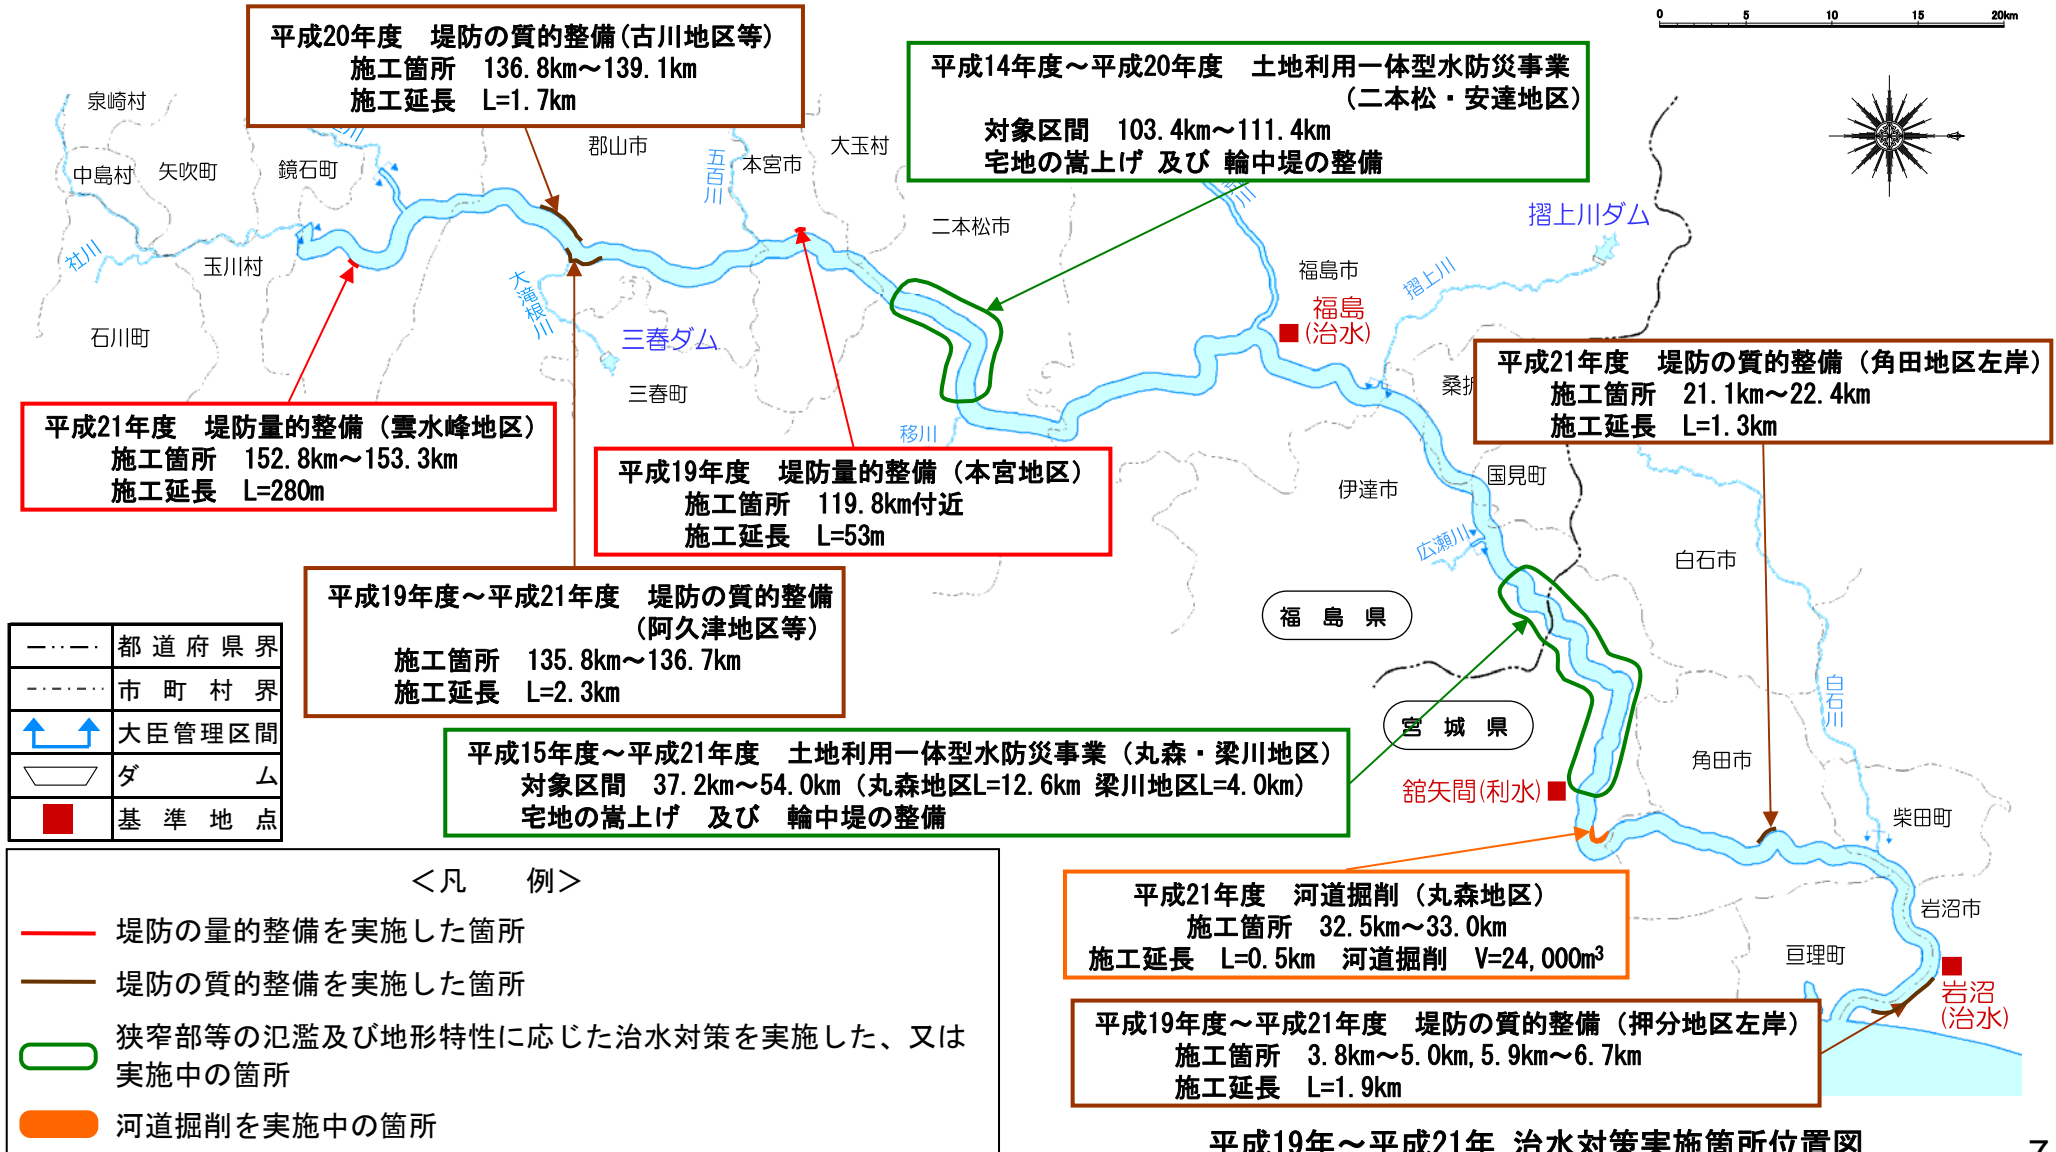 0 5 10 15 20km
平成20年度 堤防の質的整備(古川地区等)
施工箇所 136.8km～139.1km
施工延長 L=1.7km
平成14年度～平成20年度 土地利用一体型水防災事業
(二本松・安達地区)
対象区間 103.4km～111.4km
宅地の嵩上げ 及び 輪中堤の整備
泉崎村
中島村
矢吹町
鏡石町
郡山市
五百川
本宮市
大玉村
二本松市
川
摺上川ダム
社川
玉川村
石川町
大滝根川
三春ダム
三春町
福島市
福島
(治水)
摺上川
桑折
移川
平成21年度 堤防の質的整備(角田地区左岸)
施工箇所 21.1km～22.4km
施工延長 L=1.3km
平成21年度 堤防量的整備(雲水峰地区)
施工箇所 152.8km～153.3km
施工延長 L=280m
平成19年度 堤防量的整備(本宮地区)
施工箇所 119.8km付近
施工延長 L=53m
伊達市
国見町
広瀬川
白石市
平成19年度～平成21年度 堤防の質的整備
(阿久津地区等)
施工箇所 135.8km～136.7km
施工延長 L=2.3km
福島県
宮城県
白石川
角田市
柴田町
舘矢間(利水)
平成15年度～平成21年度 土地利用一体型水防災事業(丸森・梁川地区)
対象区間 37.2km～54.0km(丸森地区L=12.6km 梁川地区L=4.0km)
宅地の嵩上げ 及び 輪中堤の整備
都道府県界
市町村界
大臣管理区間
ダム
基準地点
平成21年度 河道掘削(丸森地区)
施工箇所 32.5km～33.0km
施工延長 L=0.5km 河道掘削 V=24,000m³
岩沼市
亘理町
岩沼
(治水)
平成19年度～平成21年度 堤防の質的整備(押分地区左岸)
施工箇所 3.8km～5.0km,5.9km～6.7km
施工延長 L=1.9km
＜凡 例＞
堤防の量的整備を実施した箇所
堤防の質的整備を実施した箇所
狭窄部等の氾濫及び地形特性に応じた治水対策を実施した、又は
実施中の箇所
河道掘削を実施中の箇所
平成19年～平成21年 治水対策実施箇所位置図
7